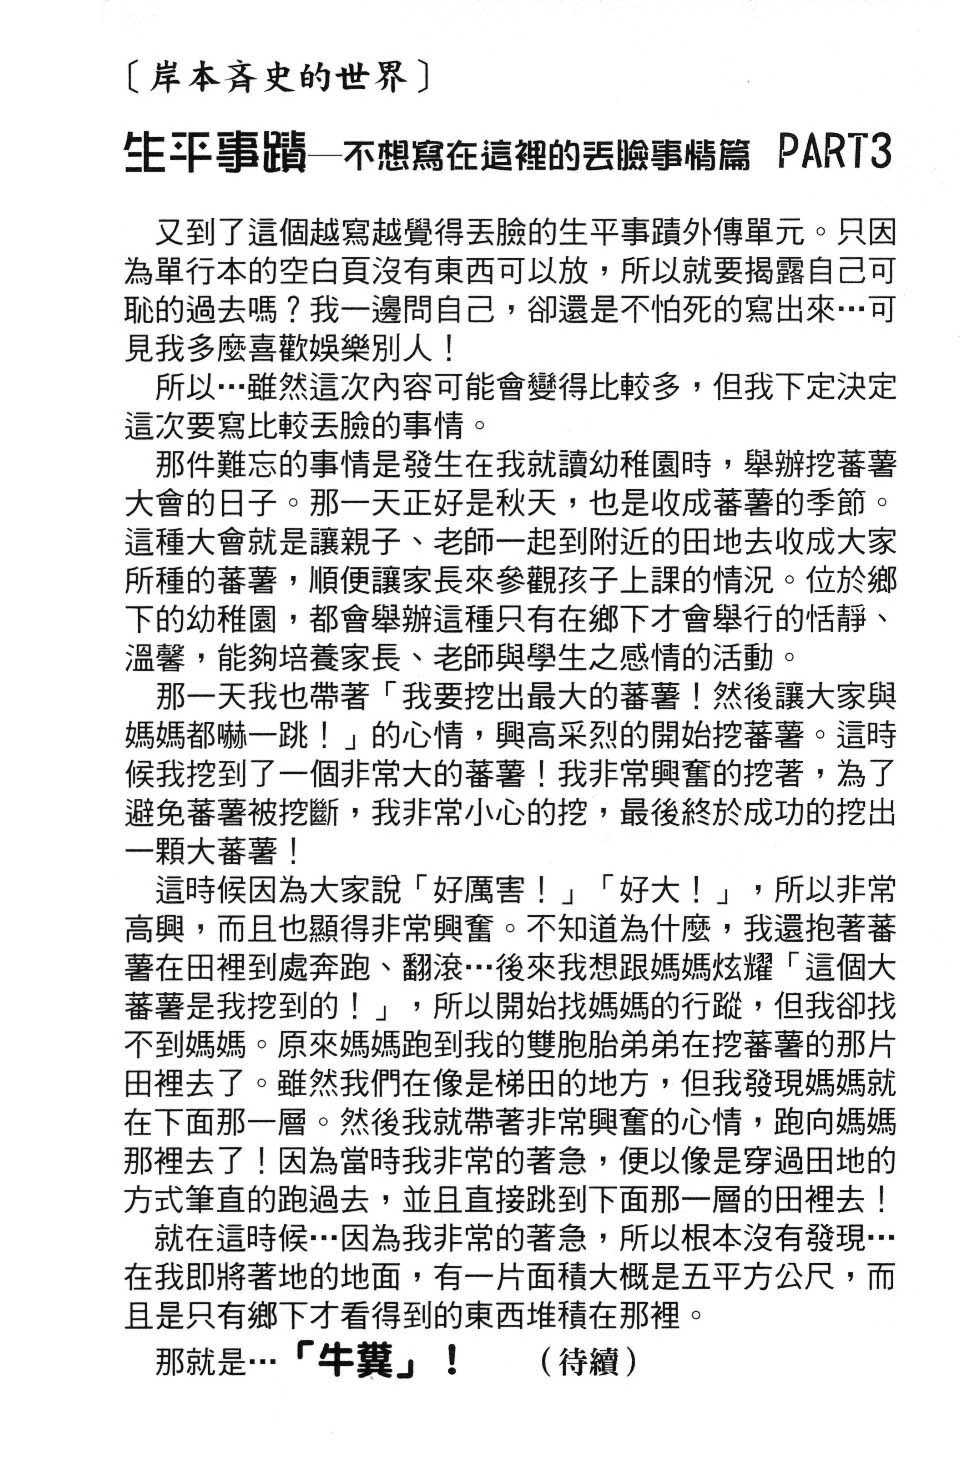 〔岸本斉史的世界〕
生平事蹟—不想寫在這裡的丟臉事情篇 PART3
又到了這個越寫越覺得丟臉的生平事蹟外傳單元。只因
為單行本的空白頁沒有東西可以放，所以就要揭露自己可
恥的過去嗎？我一邊問自己，卻還是不怕死的寫出來…可
見我多麼喜歡娛樂別人！
所以…雖然這次內容可能會變得比較多，但我下定決定
這次要寫比較丟臉的事情。
那件難忘的事情是發生在我就讀幼稚園時，舉辦挖蕃薯
大會的日子。那一天正好是秋天，也是收成蕃薯的季節。
這種大會就是讓親子、老師一起到附近的田地去收成大家
所種的蕃薯，順便讓家長來參觀孩子上課的情況。位於鄉
下的幼稚園，都會舉辦這種只有在鄉下才會舉行的恬靜、
溫馨，能夠培養家長、老師與學生之感情的活動。
那一天我也帶著「我要挖出最大的蕃薯！然後讓大家與
媽媽都嚇一跳！」的心情，興高采烈的開始挖蕃薯。這時
候我挖到了一個非常大的蕃薯！我非常興奮的挖著，為了
避免蕃薯被挖斷，我非常小心的挖，最後終於成功的挖出
一顆大蕃薯！
這時候因為大家說「好厲害！」「好大！」，所以非常
高興，而且也顯得非常興奮。不知道為什麼，我還抱著蕃
薯在田裡到處奔跑、翻滾…後來我想跟媽媽炫耀「這個大
蕃薯是我挖到的！」，所以開始找媽媽的行蹤，但我卻找
不到媽媽。原來媽媽跑到我的雙胞胎弟弟在挖蕃薯的那片
田裡去了。雖然我們在像是梯田的地方，但我發現媽媽就
在下面那一層。然後我就帶著非常興奮的心情，跑向媽媽
那裡去了！因為當時我非常的著急，便以像是穿過田地的
方式筆直的跑過去，並且直接跳到下面那一層的田裡去！
就在這時候…因為我非常的著急，所以根本沒有發現…
在我即將著地的地面，有一片面積大概是五平方公尺，而
且是只有鄉下才看得到的東西堆積在那裡。
那就是…「牛糞」！ （待續）